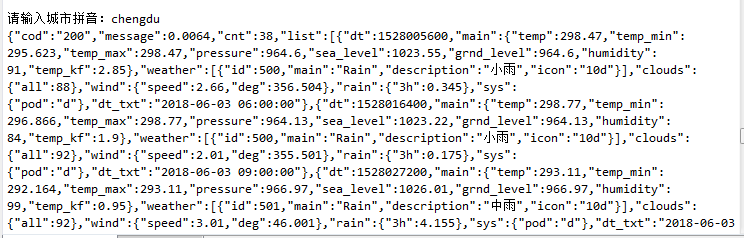 请输入城市拼音：chengdu
{"cod":"200","message":0.0064,"cnt":38,"list":[{"dt":1528005600,"main":{"temp":298.47,"temp_min":
295.623,"temp_max":298.47,"pressure":964.6,"sea_level":1023.55,"grnd_level":964.6,"humidity":
91,"temp_kf":2.85},"weather":[{"id":500,"main":"Rain","description":"小雨","icon":"10d"}],"clouds":
{"all":88},"wind":{"speed":2.66,"deg":356.504},"rain":{"3h":0.345},"sys":
{"pod":"d"},"dt_txt":"2018-06-03 06:00:00"},{"dt":1528016400,"main":{"temp":298.77,"temp_min":
296.866,"temp_max":298.77,"pressure":964.13,"sea_level":1023.22,"grnd_level":964.13,"humidity":
84,"temp_kf":1.9},"weather":[{"id":500,"main":"Rain","description":"小雨","icon":"10d"}],"clouds":
{"all":92},"wind":{"speed":2.01,"deg":355.501},"rain":{"3h":0.175},"sys":
{"pod":"d"},"dt_txt":"2018-06-03 09:00:00"},{"dt":1528027200,"main":{"temp":293.11,"temp_min":
292.164,"temp_max":293.11,"pressure":966.97,"sea_level":1026.01,"grnd_level":966.97,"humidity":
99,"temp_kf":0.95},"weather":[{"id":501,"main":"Rain","description":"中雨","icon":"10d"}],"clouds":
{"all":92},"wind":{"speed":3.01,"deg":46.001},"rain":{"3h":4.155},"sys":{"pod":"d"},"dt_txt":"2018-06-03